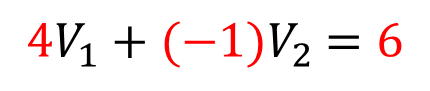 4V₁ + (−1)V₂ = 6